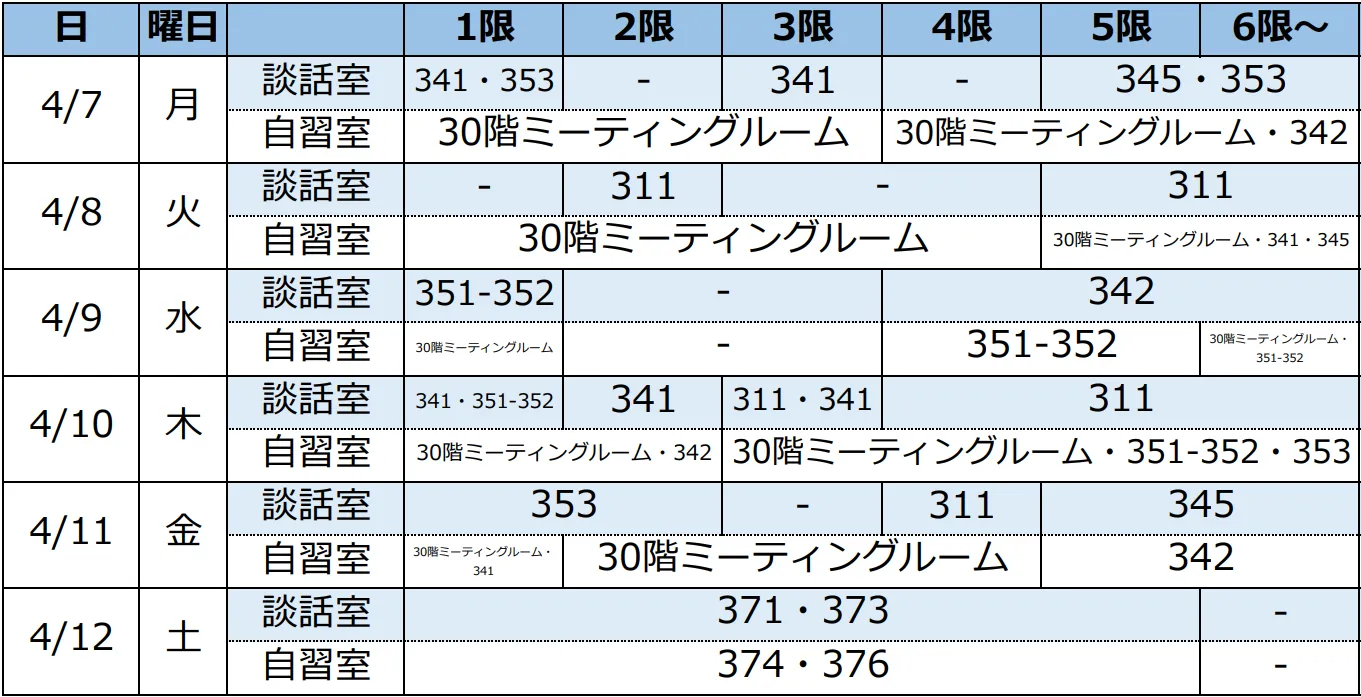 日 曜日 1限 2限 3限 4限 5限 6限～
4/7 月 談話室 341・353 - 341 - 345・353
自習室 30階ミーティングルーム 30階ミーティングルーム・342
4/8 火 談話室 - 311 - 311
自習室 30階ミーティングルーム 30階ミーティングルーム・341・345
4/9 水 談話室 351-352 - 342
自習室 30階ミーティングルーム - 351-352 30階ミーティングルーム・
351-352
4/10 木 談話室 341・351-352 341 311・341 311
自習室 30階ミーティングルーム・342 30階ミーティングルーム・351-352・353
4/11 金 談話室 353 - 311 345
自習室 30階ミーティングルーム・ 30階ミーティングルーム 342
341
4/12 土 談話室 371・373 -
自習室 374・376 -